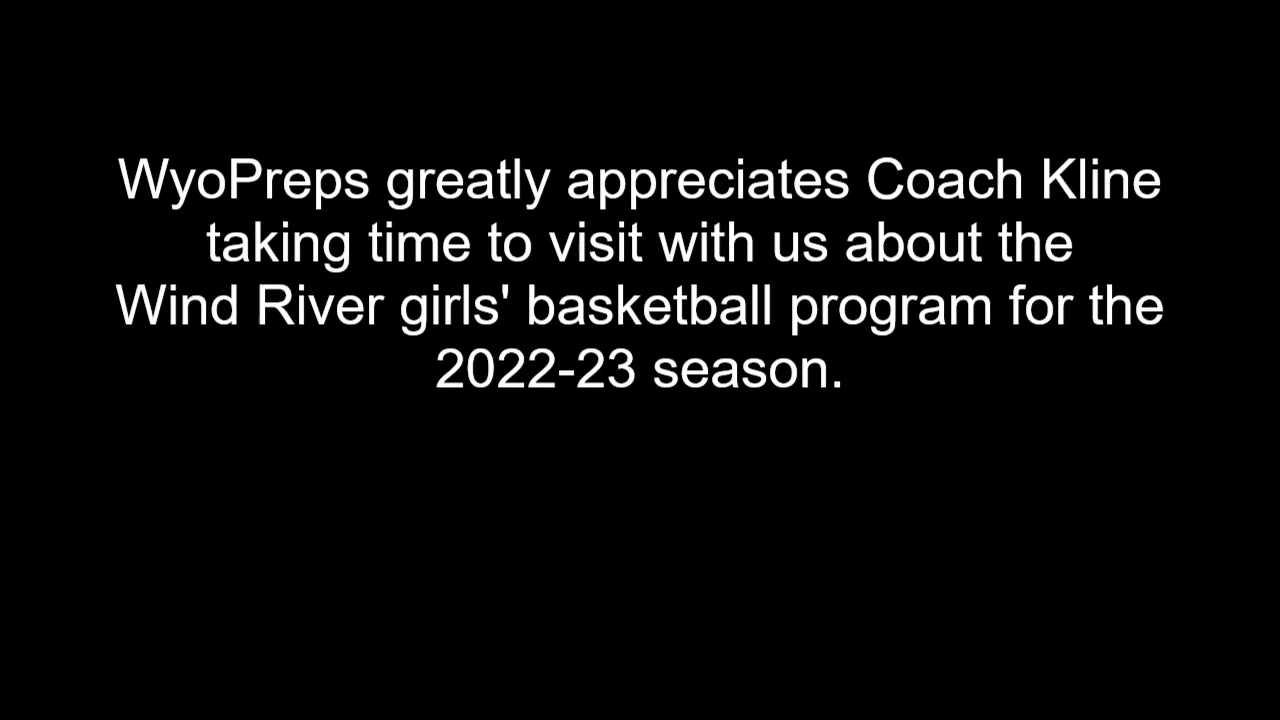 WyoPreps greatly appreciates Coach Kline
taking time to visit with us about the
Wind River girls' basketball program for the
2022-23 season.